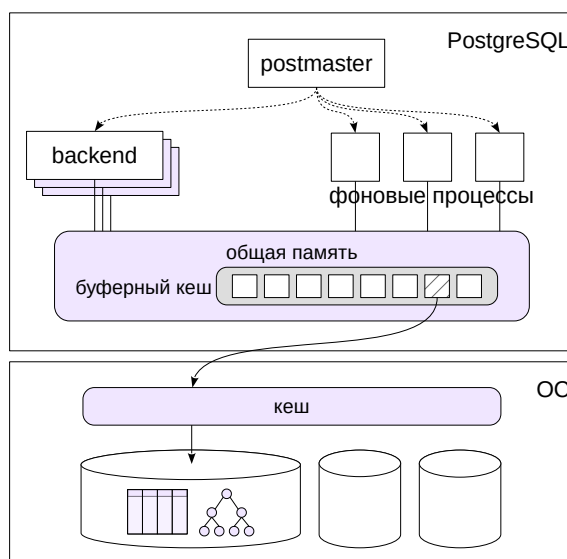 PostgreSQL
postmaster
backend
фоновые процессы
общая память
буферный кеш
ОС
кеш